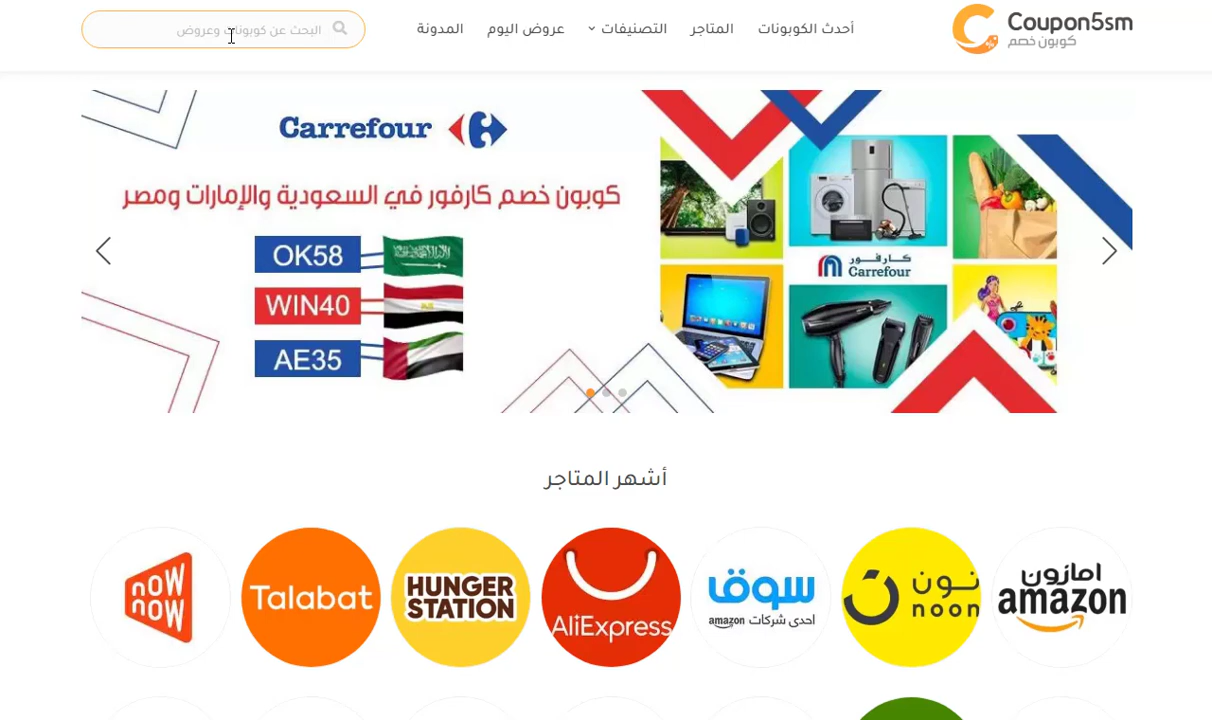 Coupon5sm
كوبون خصم
أحدث الكوبونات
المتاجر
التصنيفات
عروض اليوم
المدونة
البحث عن كوبونات وعروض
Carrefour
كوبون خصم كارفور في السعودية والإمارات ومصر
OK58
WIN40
AE35
كارفور
Carrefour
أشهر المتاجر
امازون
amazon
نون
noon
سوق
احدى شركات amazon
AliExpress
HUNGER
STATION
Talabat
NOW
NOW